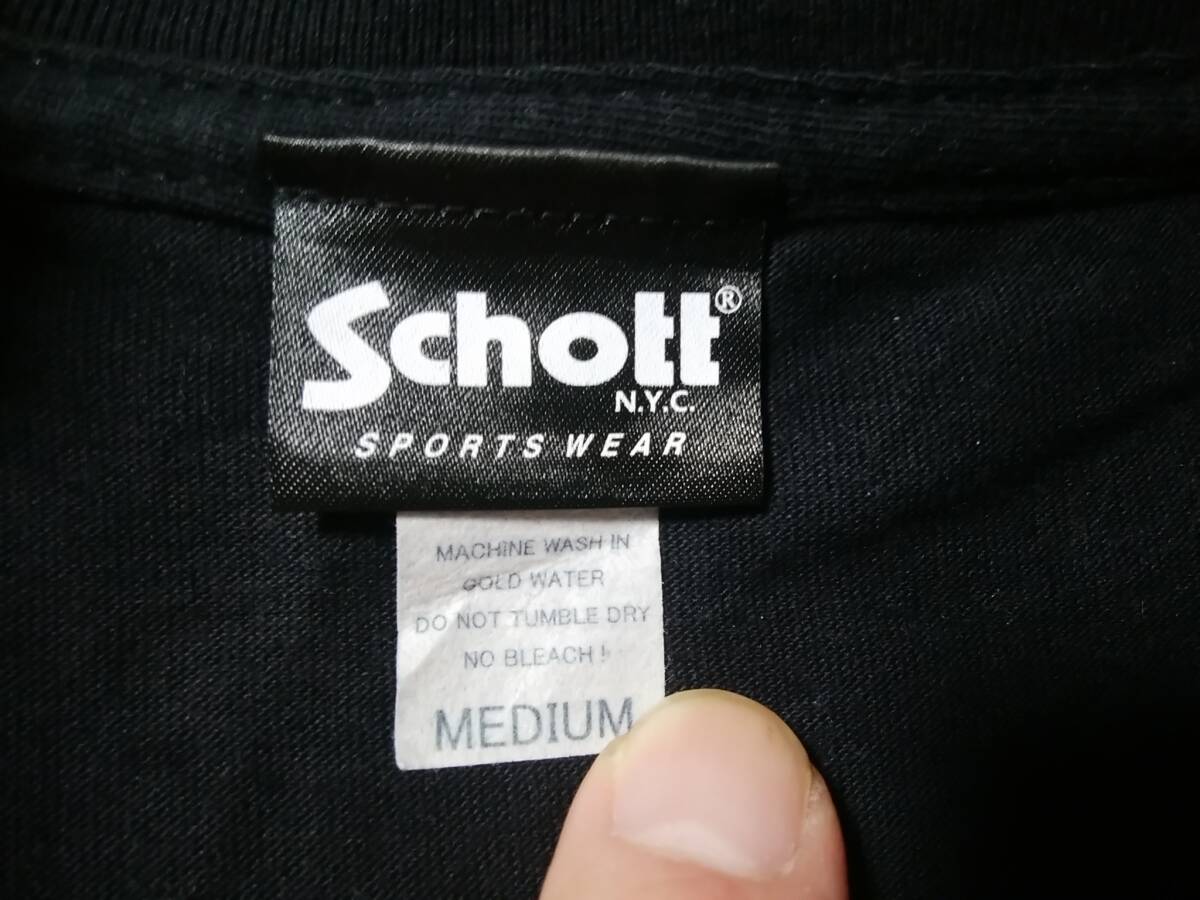 Schott®
N.Y.C.
SPORTS WEAR
MACHINE WASH IN
COLD WATER
DO NOT TUMBLE DRY
NO BLEACH!
MEDIUM